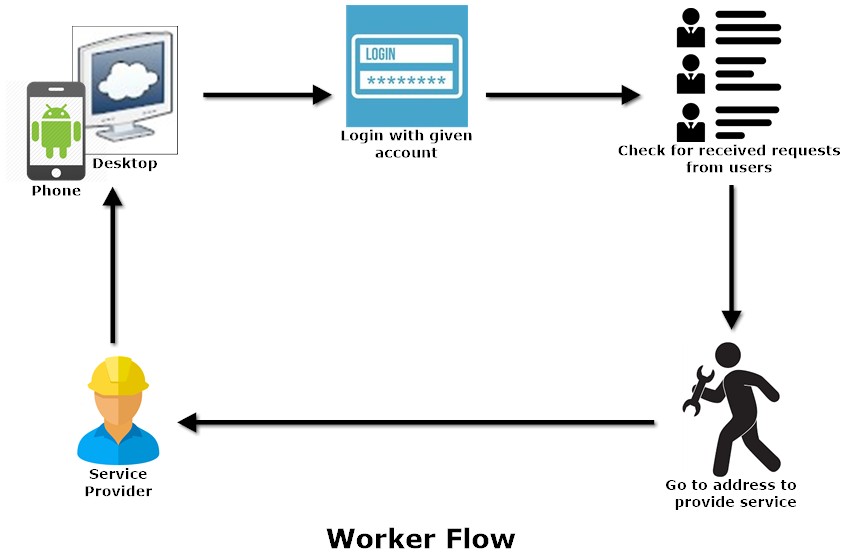 LOGIN
********
Login with given
account
Check for received requests
from users
Desktop
Phone
Service
Provider
Go to address to
provide service
Worker Flow